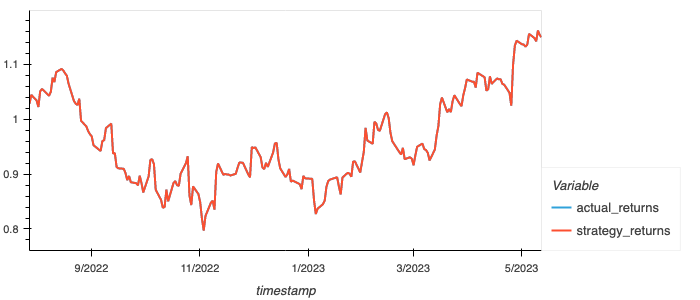 1.1
1
0.9
0.8
9/2022
11/2022
1/2023
3/2023
5/2023
timestamp
Variable
actual_returns
strategy_returns